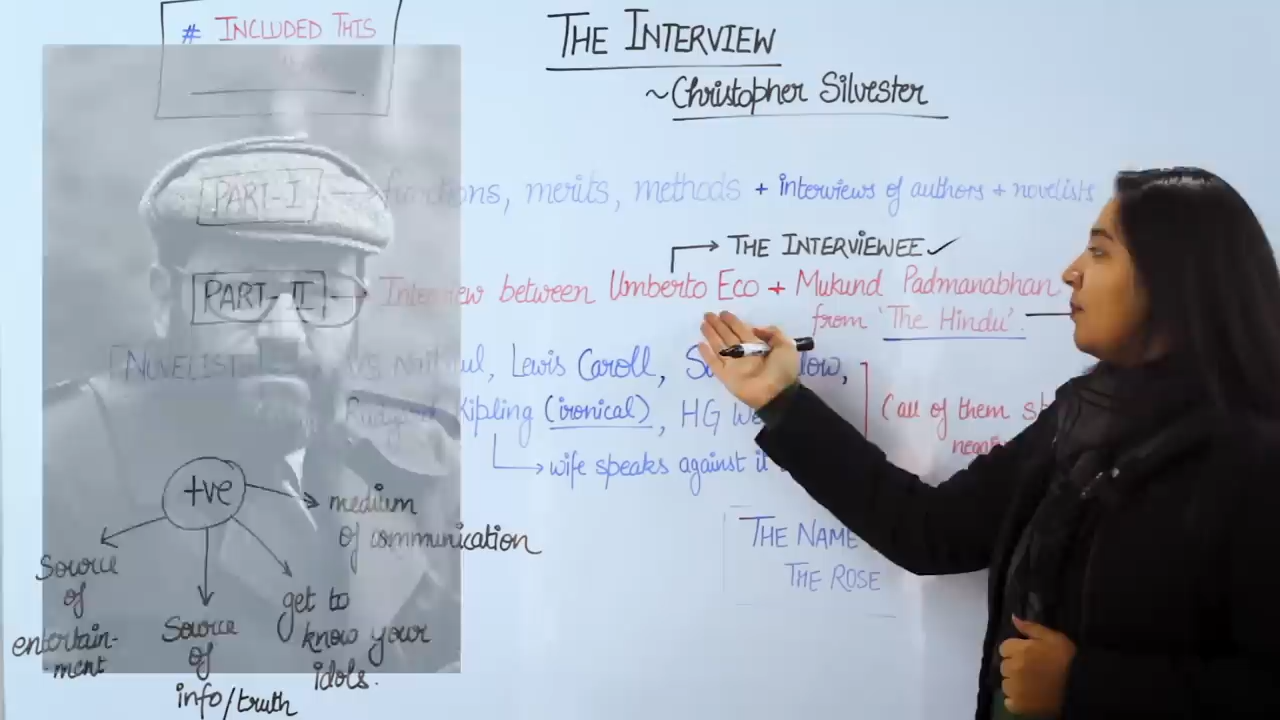 # INCLUDED THIS
THE INTERVIEW
~Christopher Silvester
PART-I functions, merits, methods + interviews of authors + novelists
THE INTERVIEWEE ✓
PART-II Interview between Umberto Eco + Mukund Padmanabhan
from 'The Hindu'.
NOVELIST Lewis Caroll,
Kipling (ironical), HG
(all of them
wife speaks against it
+ve
medium
of communication
THE NAME
THE ROSE
Source
of
entertain-
-ment
Source
of
info/truth
get to
know your
idols.